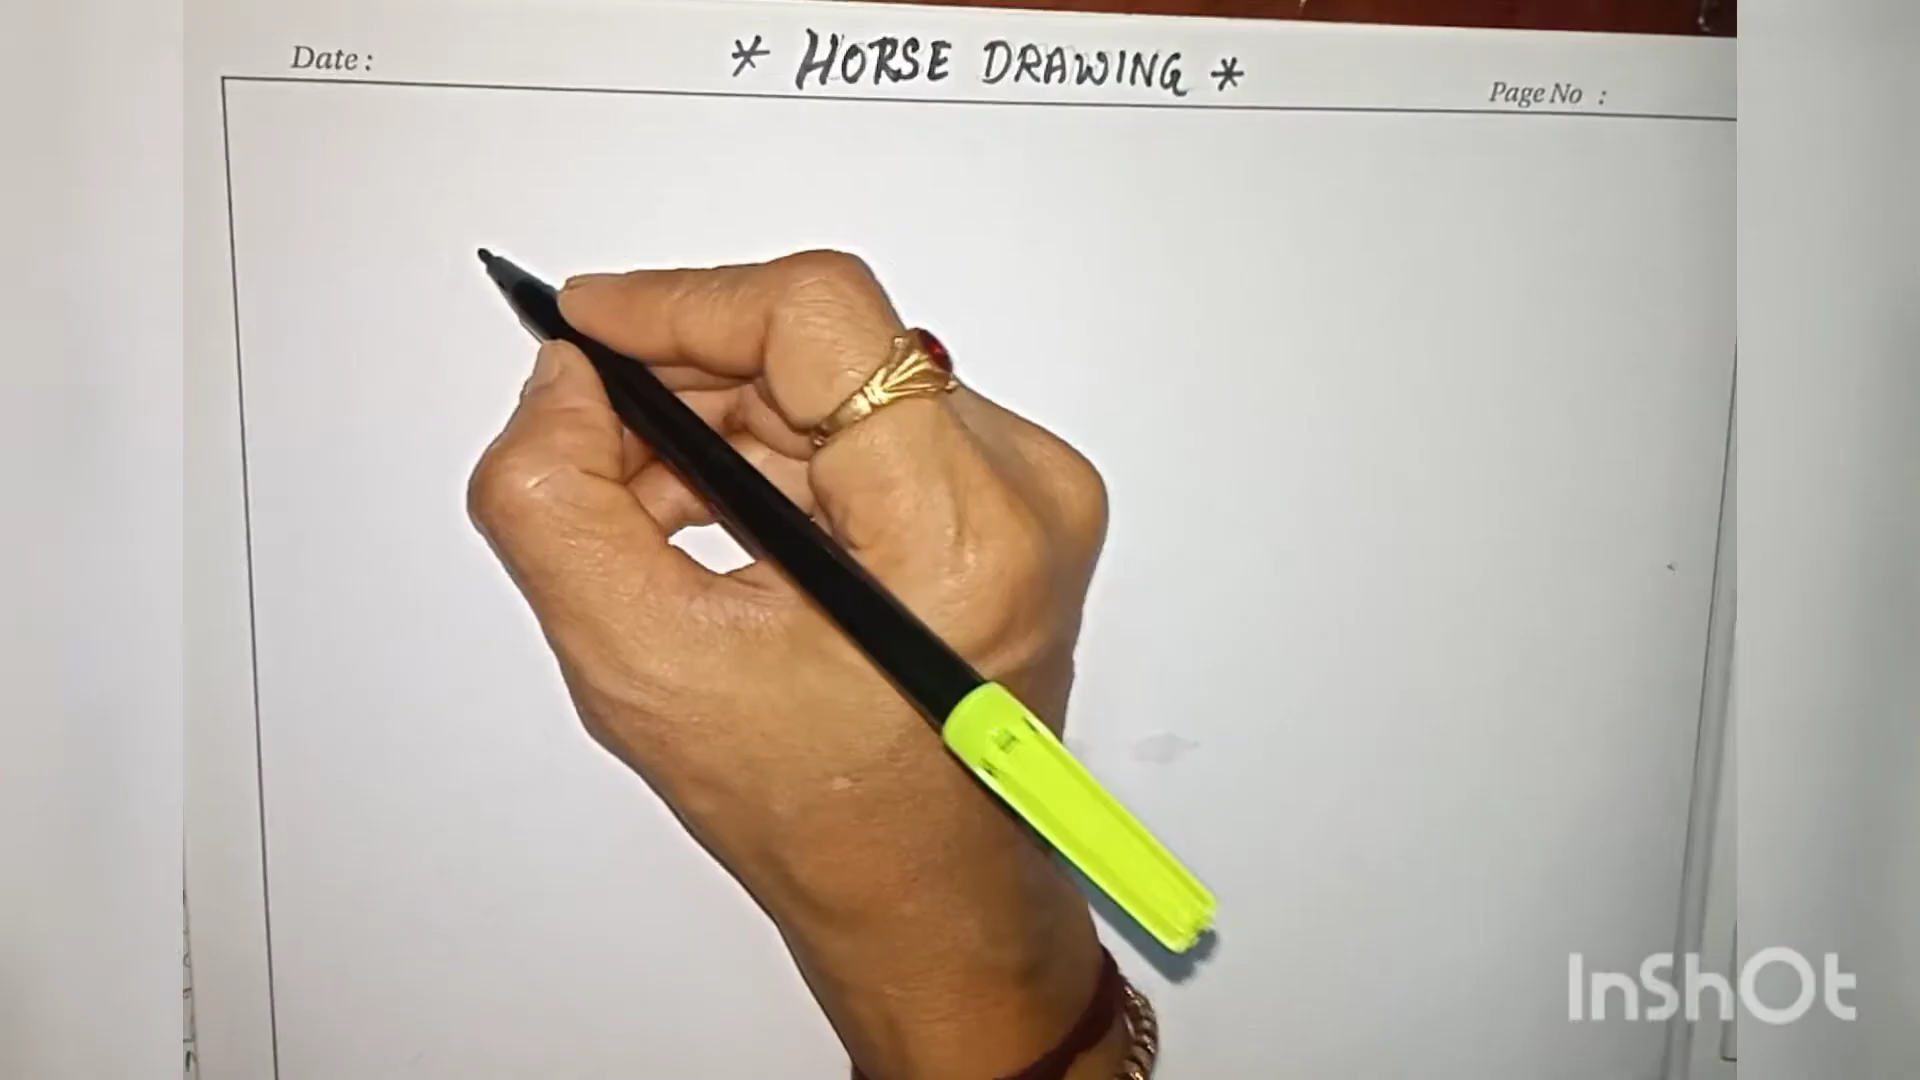 Date :
* HORSE DRAWING *
Page No :
InShOt